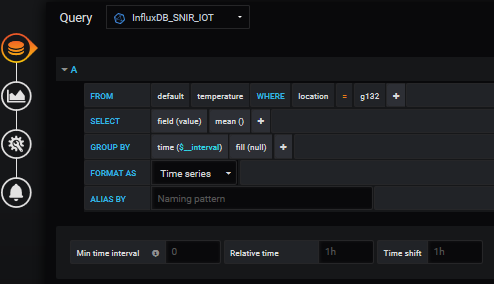 Query InfluxDB_SNIR_IOT
A
FROM default temperature WHERE location = g132 +
SELECT field (value) mean () +
GROUP BY time ($__interval) fill (null) +
FORMAT AS Time series
ALIAS BY Naming pattern
Min time interval 0 Relative time 1h Time shift 1h